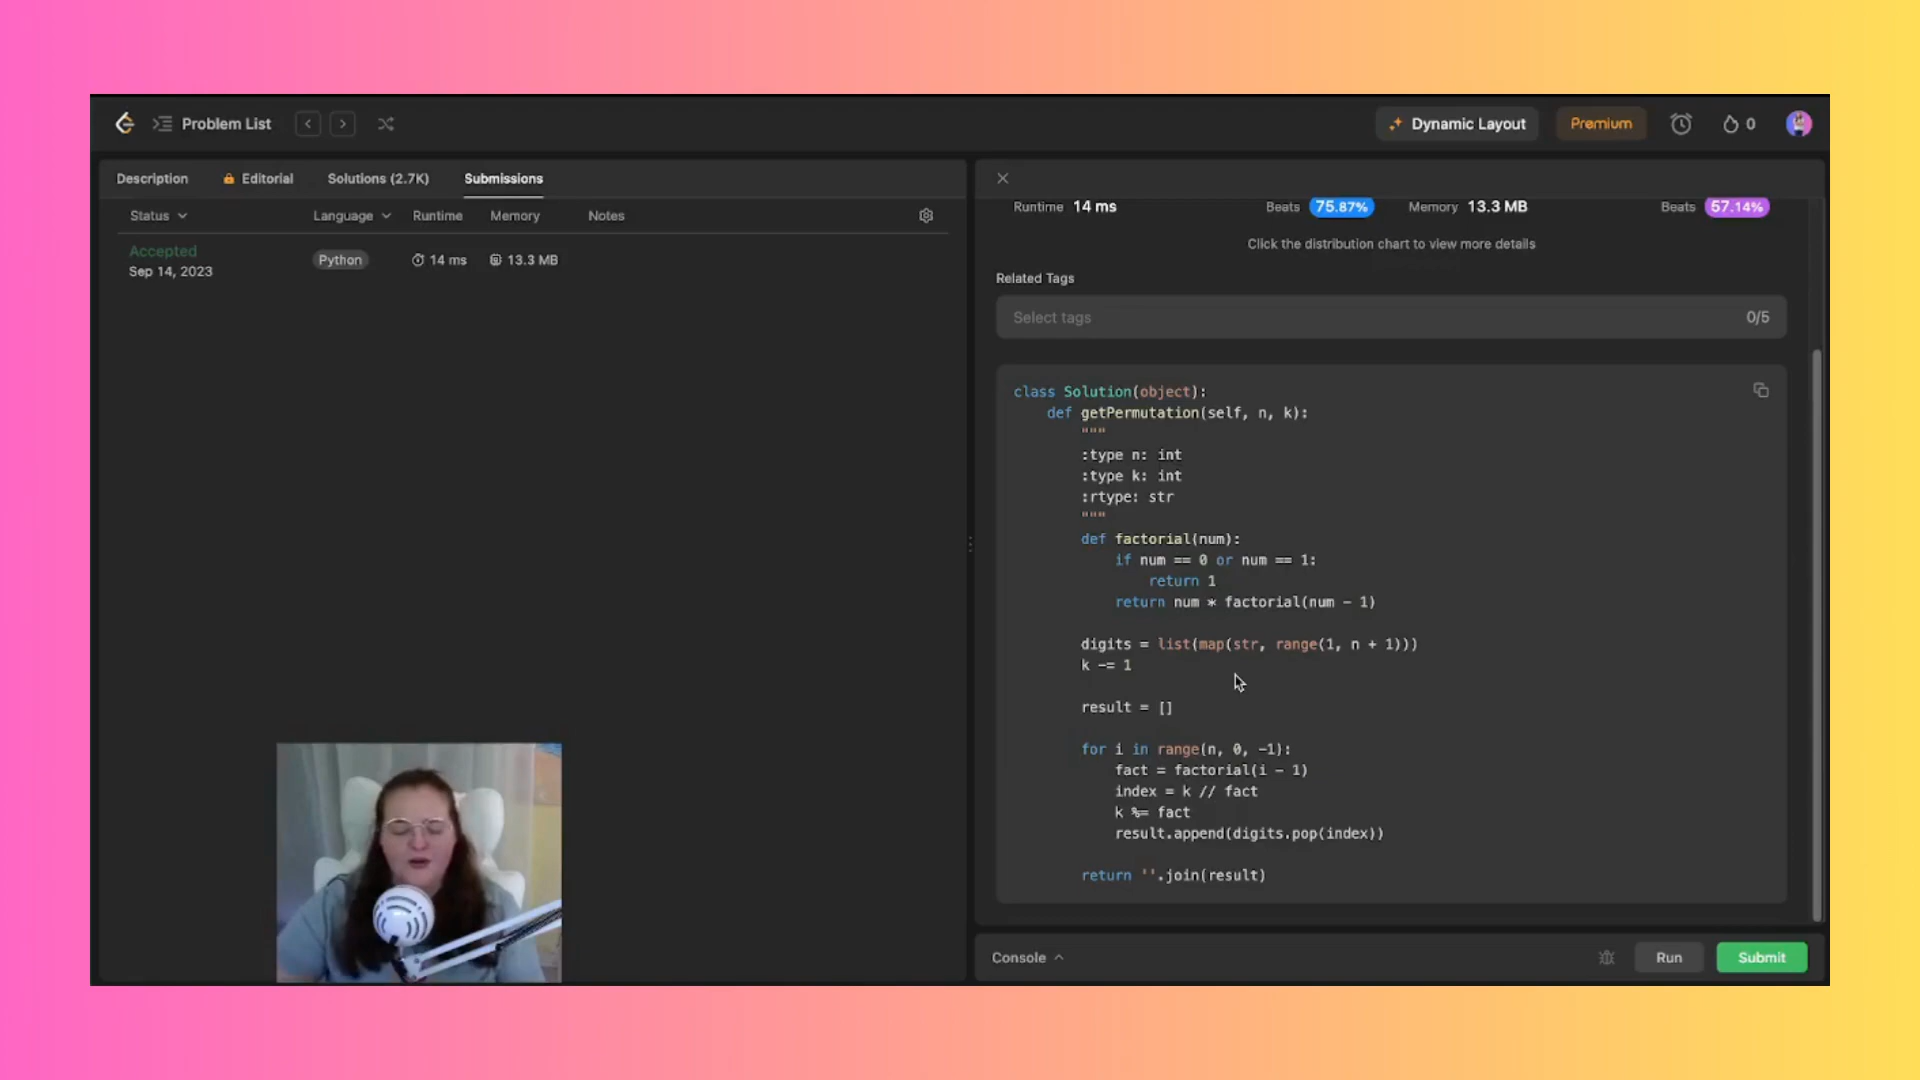 Problem List
Dynamic Layout
Premium
0
Description
Editorial
Solutions (2.7K)
Submissions
Status
Language
Runtime
Memory
Notes
Accepted
Sep 14, 2023
Python
14 ms
13.3 MB
Runtime 14 ms
Beats 75.87%
Memory 13.3 MB
Beats 57.14%
Click the distribution chart to view more details
Related Tags
Select tags
0/5
class Solution(object):
    def getPermutation(self, n, k):
        """
        :type n: int
        :type k: int
        :rtype: str
        """
        def factorial(num):
            if num == 0 or num == 1:
                return 1
            return num * factorial(num - 1)
        digits = list(map(str, range(1, n + 1)))
        k -= 1
        result = []
        for i in range(n, 0, -1):
            fact = factorial(i - 1)
            index = k // fact
            k %= fact
            result.append(digits.pop(index))
        return ''.join(result)
Console
Run
Submit